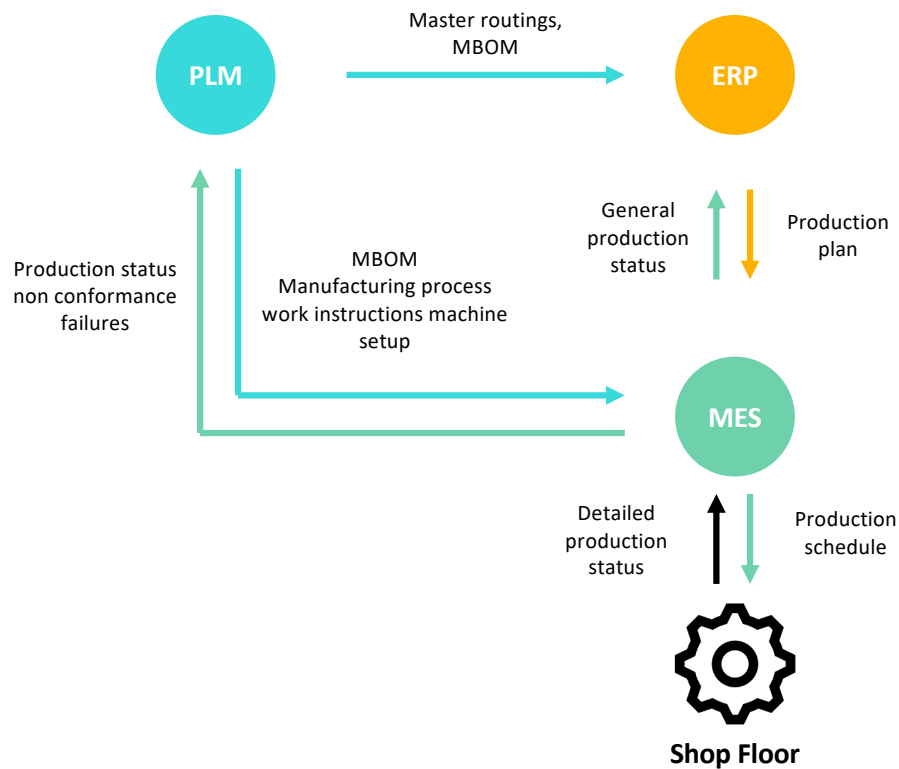 Master routings,
MBOM
PLM
ERP
General
production
status
Production
plan
Production status
non conformance
failures
MBOM
Manufacturing process
work instructions machine
setup
MES
Detailed
production
status
Production
schedule
Shop Floor